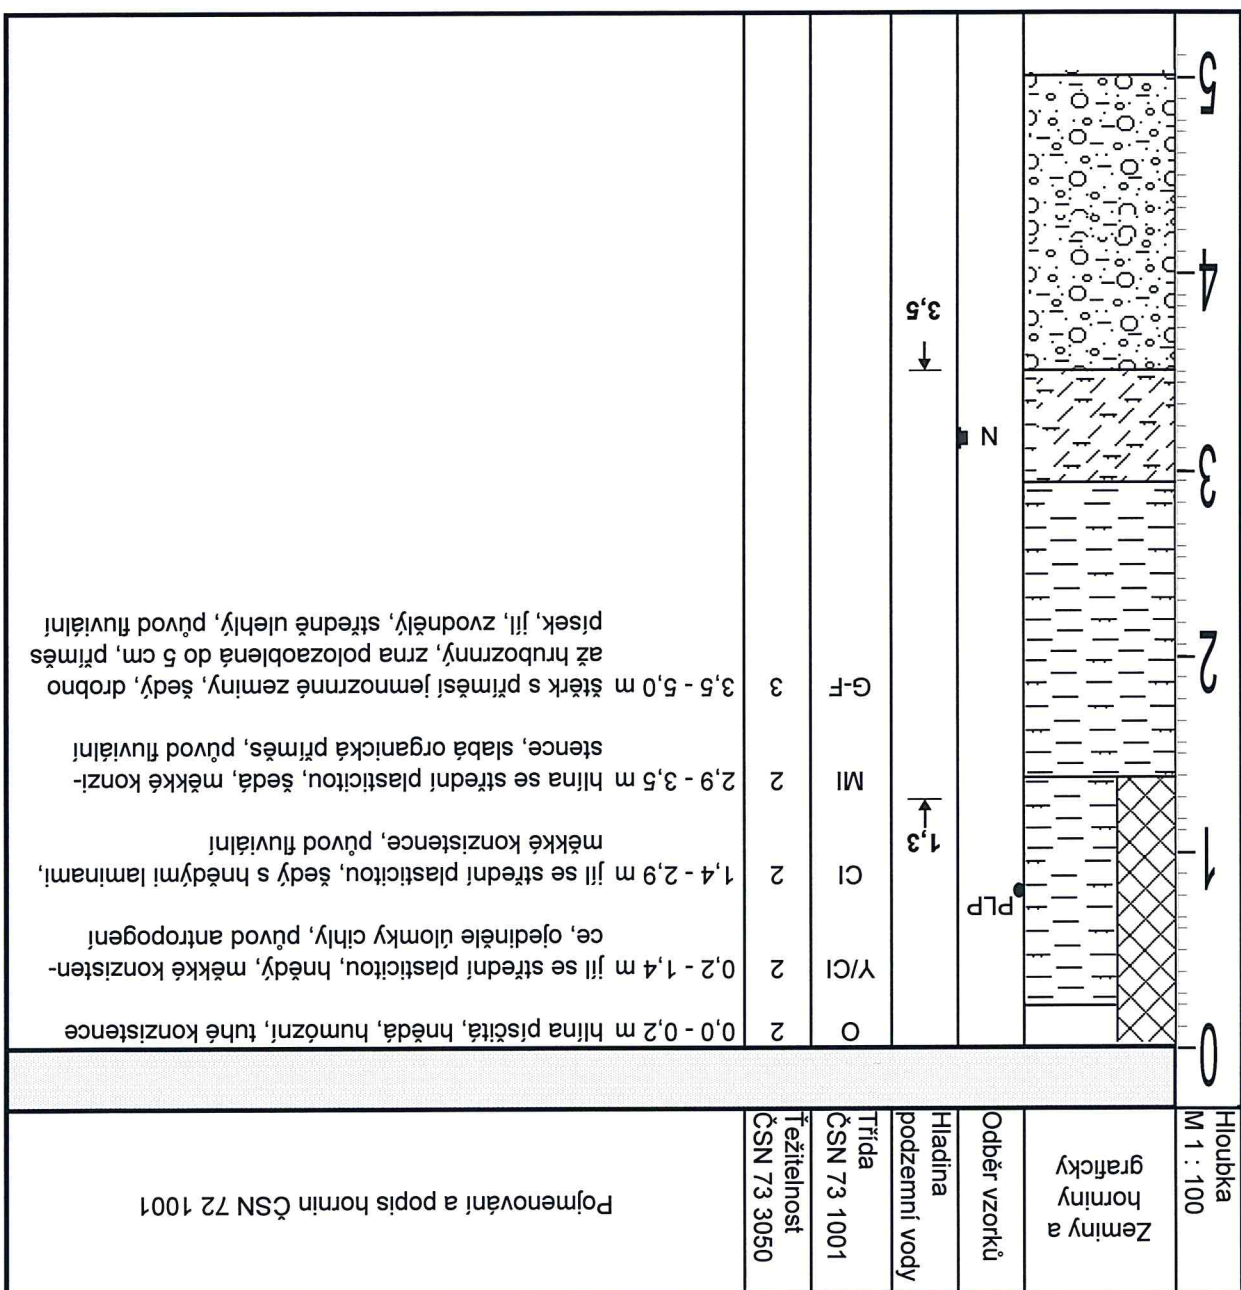 Hloubka
M 1 : 100
Zeminy a
horniny
graficky
Odběr vzorků
Hladina
podzemní vody
Třída
ČSN 73 1001
Težitelnost
ČSN 73 3050
Pojmenování a popis hornin ČSN 72 1001
0
1
2
3
3
4
5
PLP
N
1,3
3,5
O 2 0,0 - 0,2 m hlína písčitá, hnědá, humózní, tuhé konzistence
Y/CI 2 0,2 - 1,4 m jíl se střední plasticitou, hnědý, měkké konzisten-
ce, ojediněle úlomky cihly, původ antropogení
CI 2 1,4 - 2,9 m jíl se střední plasticitou, šedý s hnědými laminami,
měkké konzistence, původ fluviální
MI 2 2,9 - 3,5 m hlína se střední plasticitou, šedá, měkké konzi-
stence, slabá organická příměs, původ fluviální
G-F 3 3,5 - 5,0 m štěrk s příměsí jemnozrnné zeminy, šedý, drobno
až hrubozrnný, zrna polozaoblená do 5 cm, příměs
písek, jíl, zvodnělý, středně ulehlý, původ fluviální